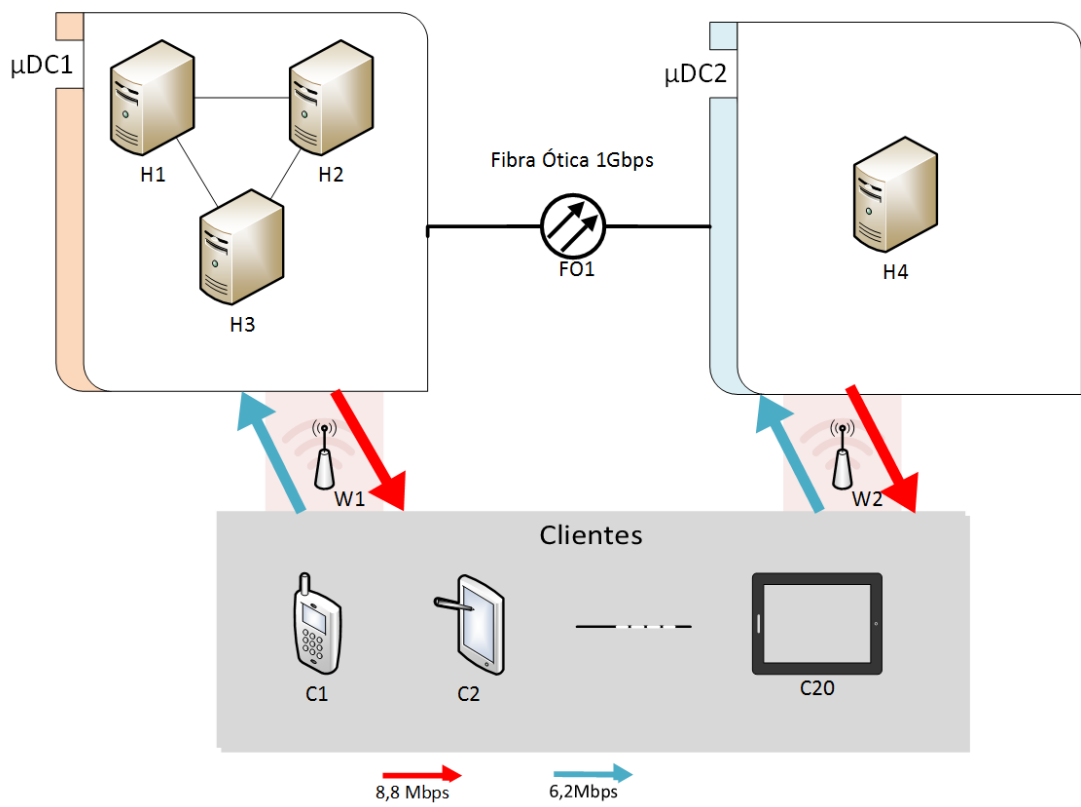 µDC1
H1
H2
H3
Fibra Ótica 1Gbps
FO1
µDC2
H4
W1
W2
Clientes
C1
C2
C20
8,8 Mbps
6,2Mbps